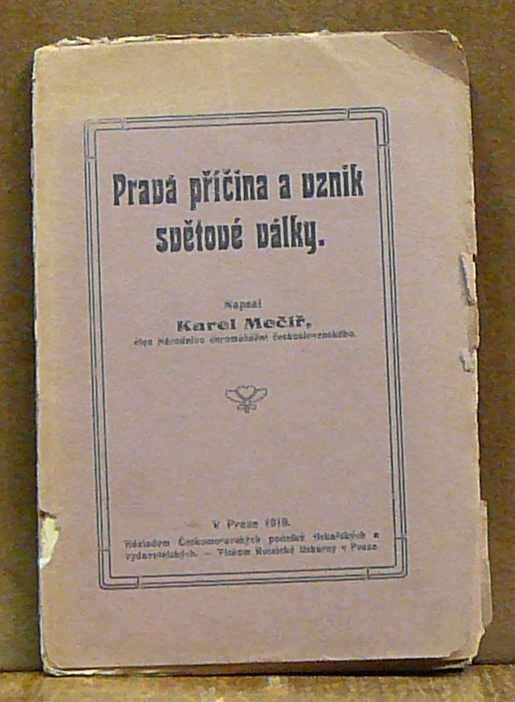 Pravá příčina a vznik
světové války.
Napsal
Karel Mečíř,
člen Národního shromáždění československého.
V Praze 1919.
Nákladem Českomoravských podniků tiskařských a
vydavatelských. – Tiskem Unie tiskárny v Praze